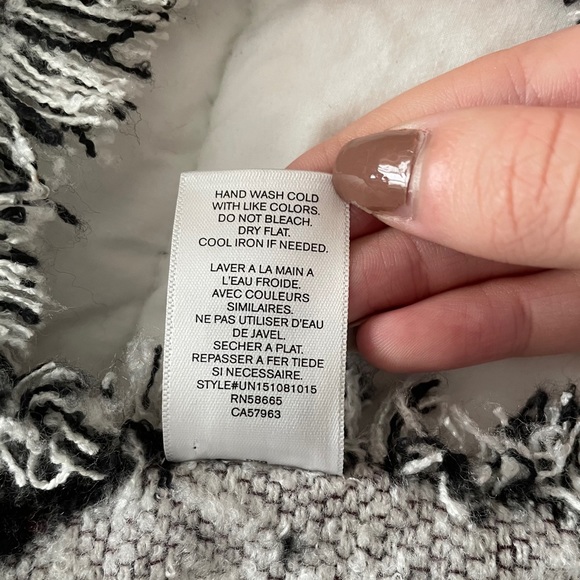 HAND WASH COLD
WITH LIKE COLORS.
DO NOT BLEACH.
DRY FLAT.
COOL IRON IF NEEDED.
LAVER A LA MAIN A
L'EAU FROIDE.
AVEC COULEURS
SIMILAIRES.
NE PAS UTILISER D'EAU
DE JAVEL.
SECHER A PLAT.
REPASSER A FER TIEDE
SI NECESSAIRE.
STYLE#UN151081015
RN58665
CA57963